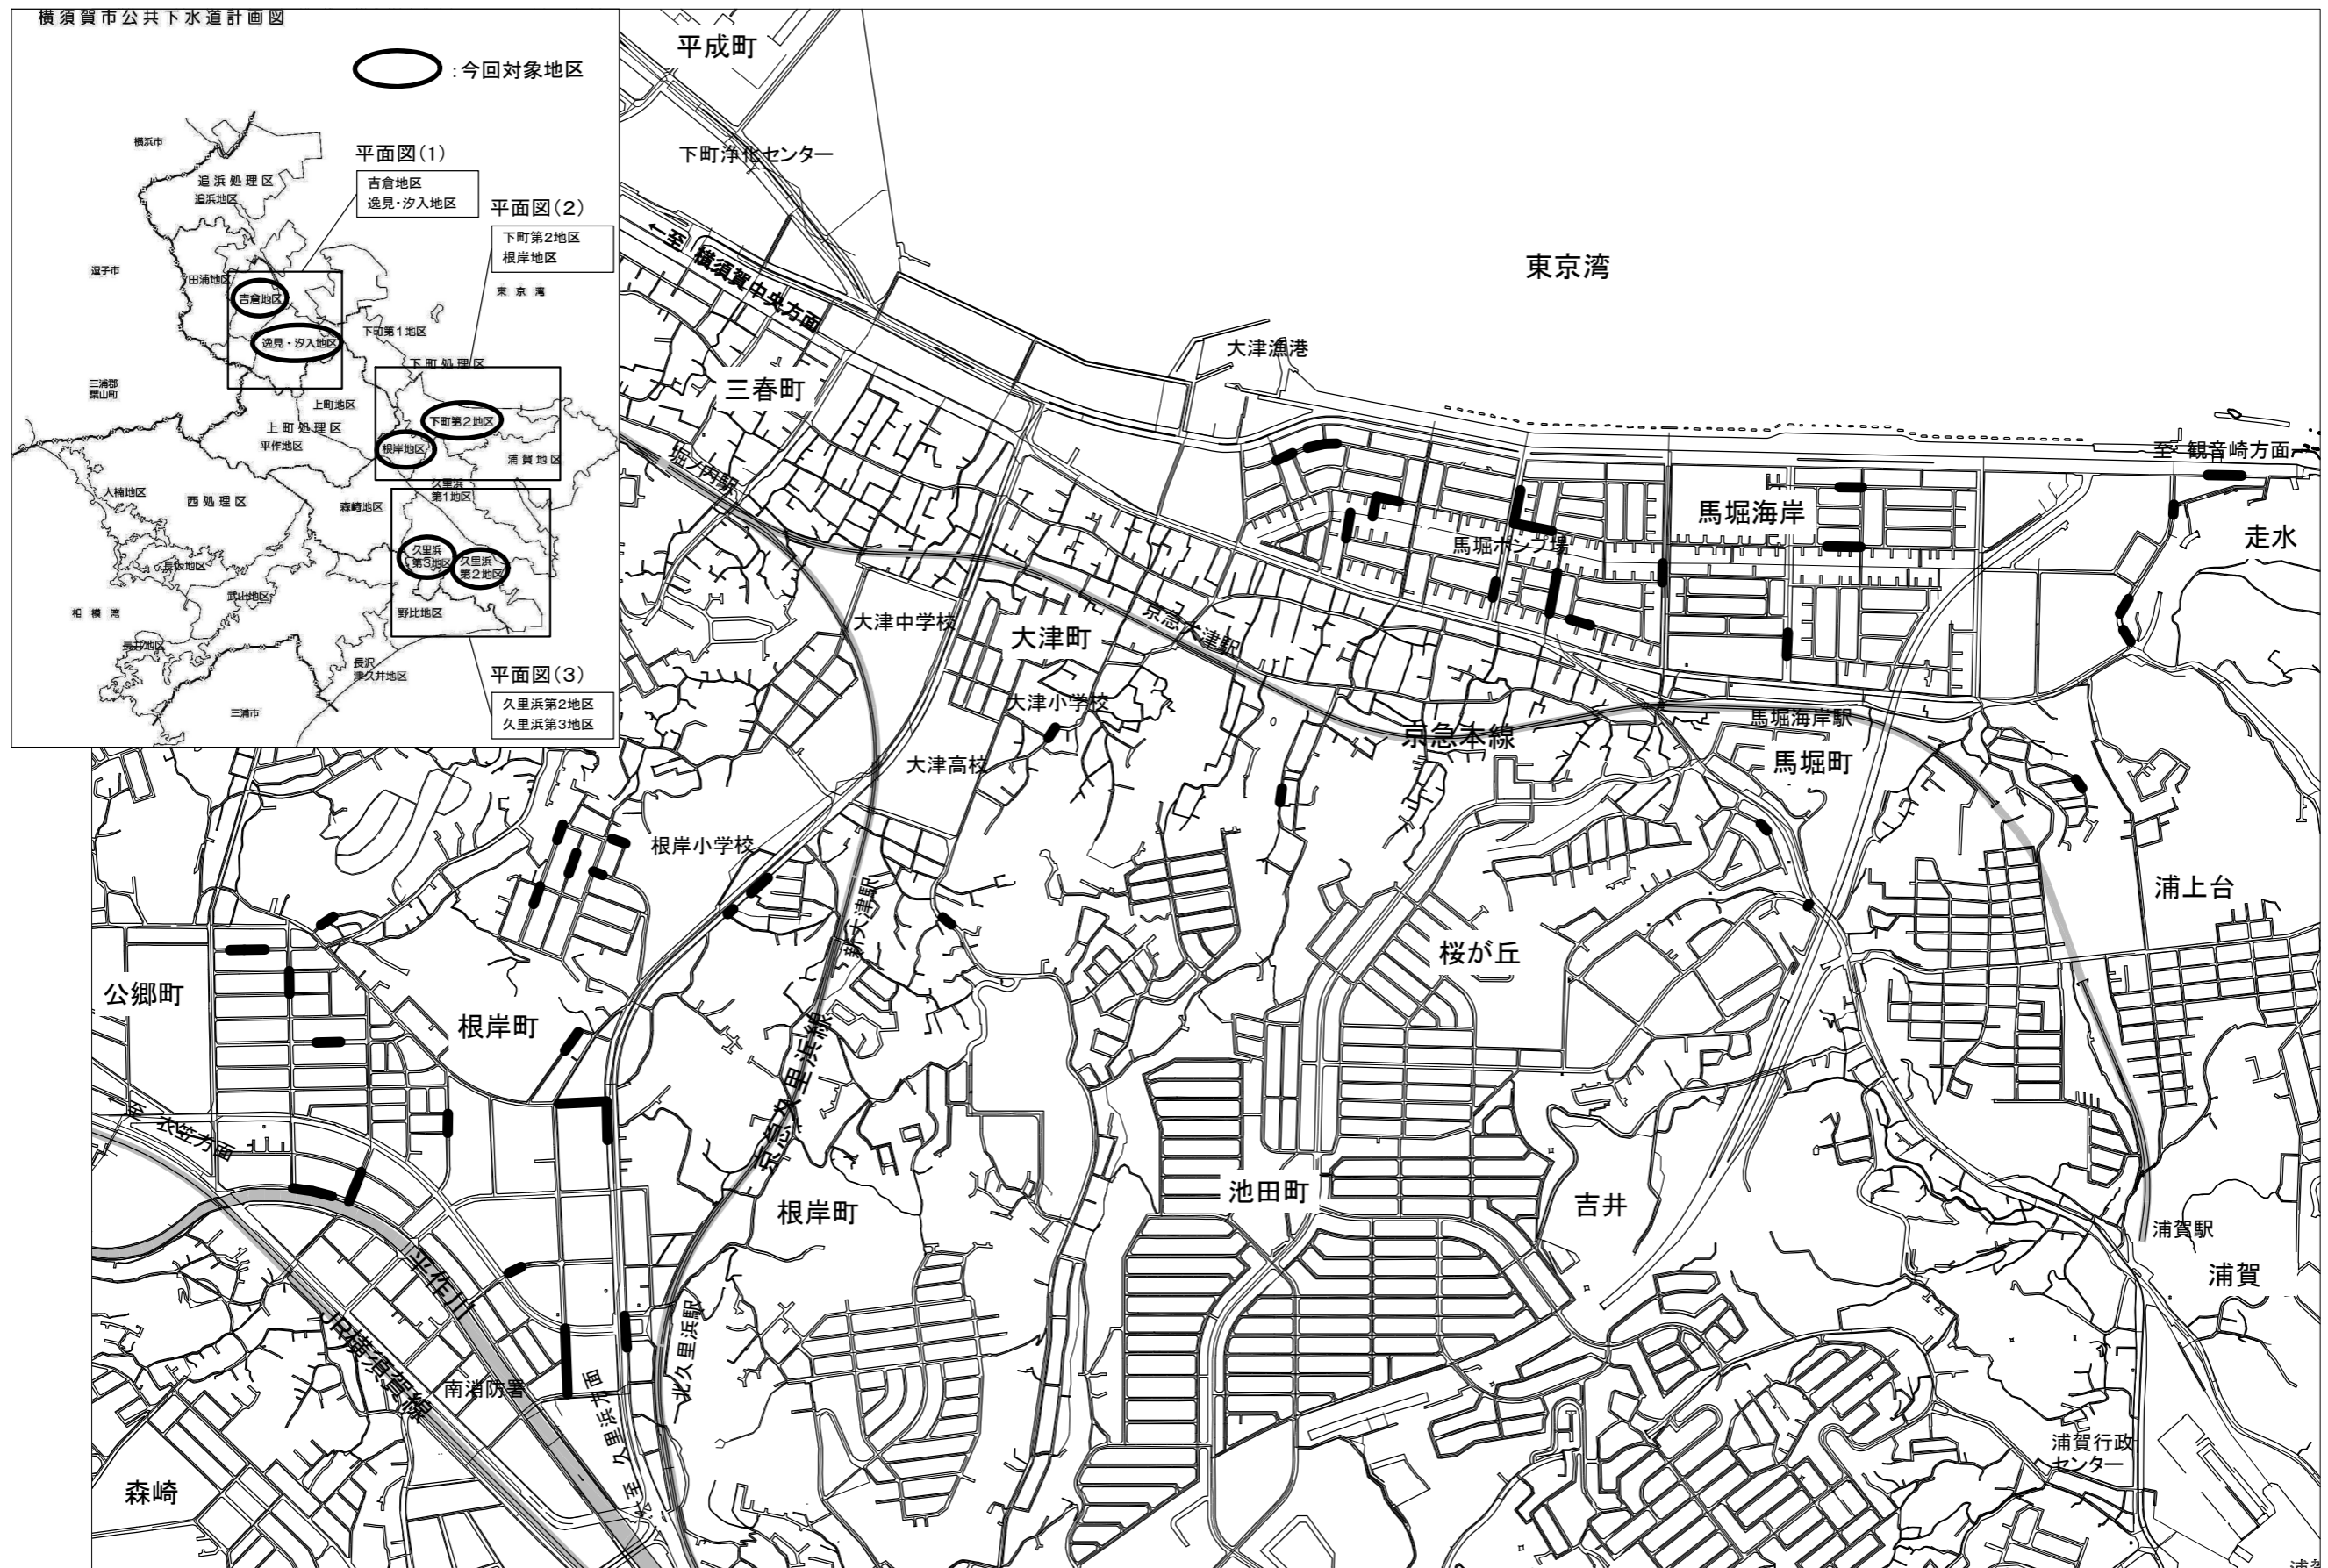 横須賀市公共下水道計画図
:今回対象地区
横浜市
追浜処理区
追浜地区
平面図(1)
吉倉地区
逸見・汐入地区
平面図(2)
下町第2地区
根岸地区
東京湾
逗子市
田浦地区
吉倉地区
逸見・汐入地区
下町第1地区
下町処理区
三浦郡
葉山町
上町地区
上町処理区
平作地区
下町第2地区
根岸地区
浦賀地区
大楠地区
西処理区
森崎地区
久里浜
第1地区
久里浜
第3地区
久里浜
第2地区
長坂地区
武山地区
相模湾
野比地区
長井地区
長沢
津久井地区
三浦市
平面図(3)
久里浜第2地区
久里浜第3地区
平成町
下町浄化センター
←至 横須賀中央方面
東京湾
大津漁港
三春町
堀ノ内駅
至 観音崎方面
馬堀海岸
馬堀ポンプ場
走水
大津中学校
大津町
京急大津駅
大津小学校
京急本線
馬堀海岸駅
大津高校
馬堀町
根岸小学校
新大津駅
浦上台
桜が丘
公郷町
根岸町
京急久里浜線
←至 衣笠方面
根岸町
池田町
吉井
浦賀駅
浦賀
平作川
JR横須賀線
北久里浜駅
南消防署
至 久里浜方面
浦賀行政
センター
森崎